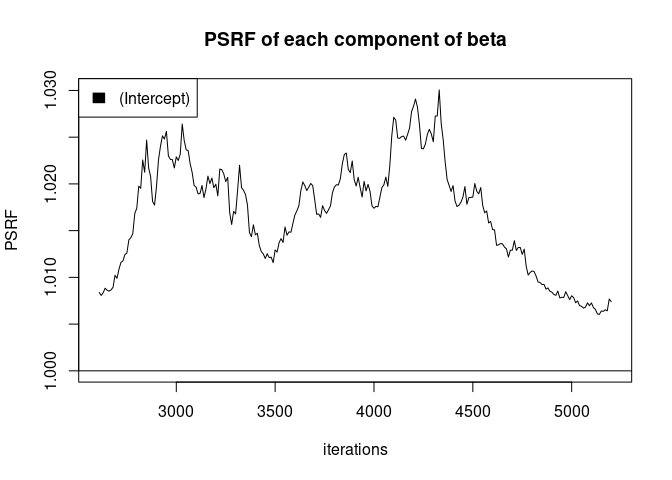 PSRF of each component of beta
(Intercept)
PSRF
1.030
1.020
1.010
1.000
3000 3500 4000 4500 5000
iterations